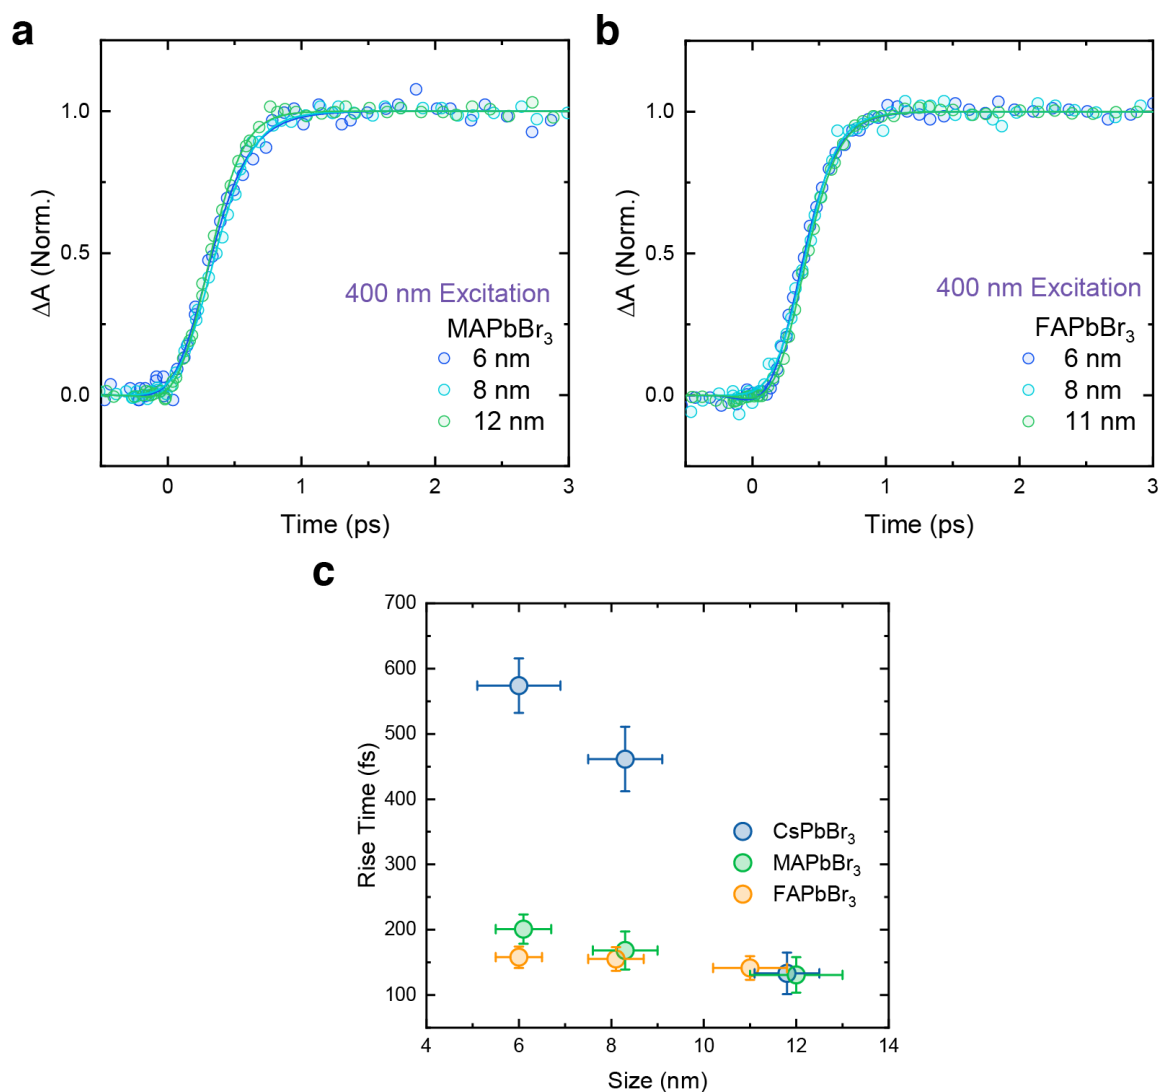 a
1.0
0.5
0.0
ΔA (Norm.)
400 nm Excitation
MAPbBr3
6 nm
8 nm
12 nm
0 1 2 3
Time (ps)
b
1.0
0.5
0.0
ΔA (Norm.)
400 nm Excitation
FAPbBr3
6 nm
8 nm
11 nm
0 1 2 3
Time (ps)
c
700
600
500
400
300
200
100
Rise Time (fs)
CsPbBr3
MAPbBr3
FAPbBr3
4 6 8 10 12 14
Size (nm)